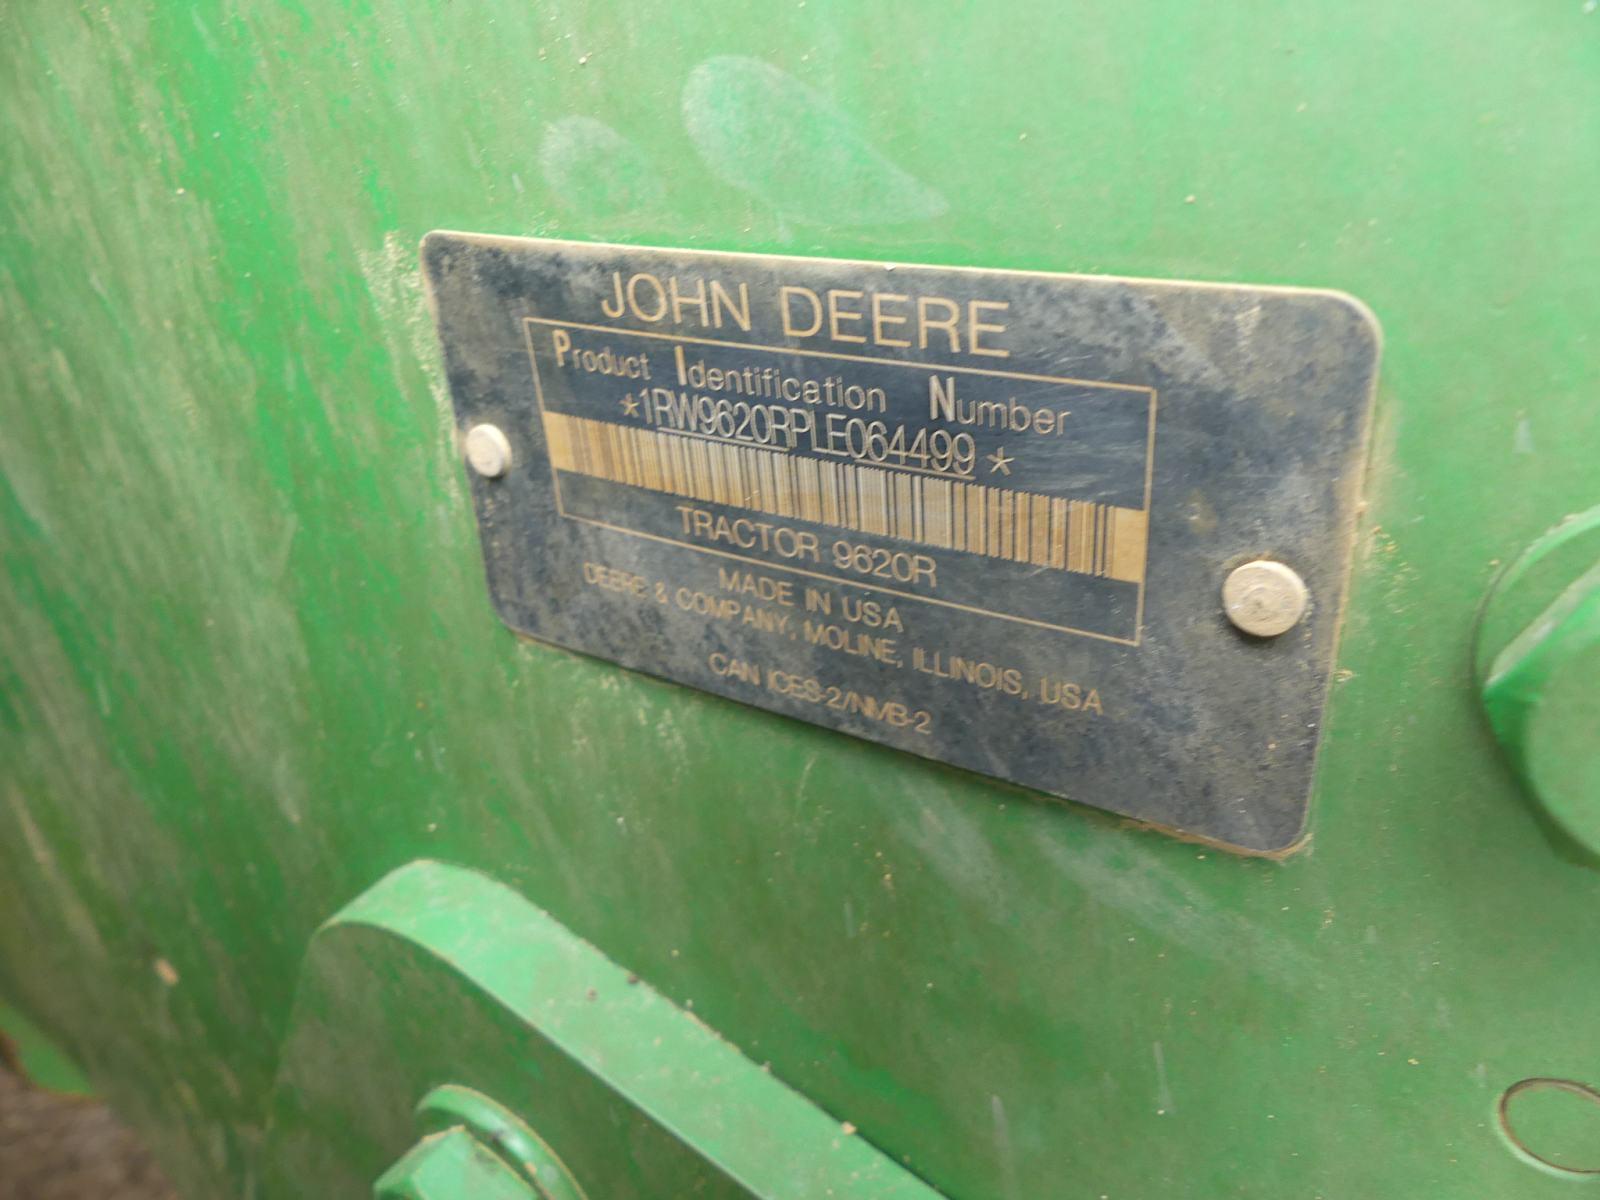 JOHN DEERE
Product Identification Number
*1RW9620RPLE064499*
TRACTOR 9620R
MADE IN USA
DEERE & COMPANY, MOLINE, ILLINOIS, USA
CAN ICES-2/NMB-2